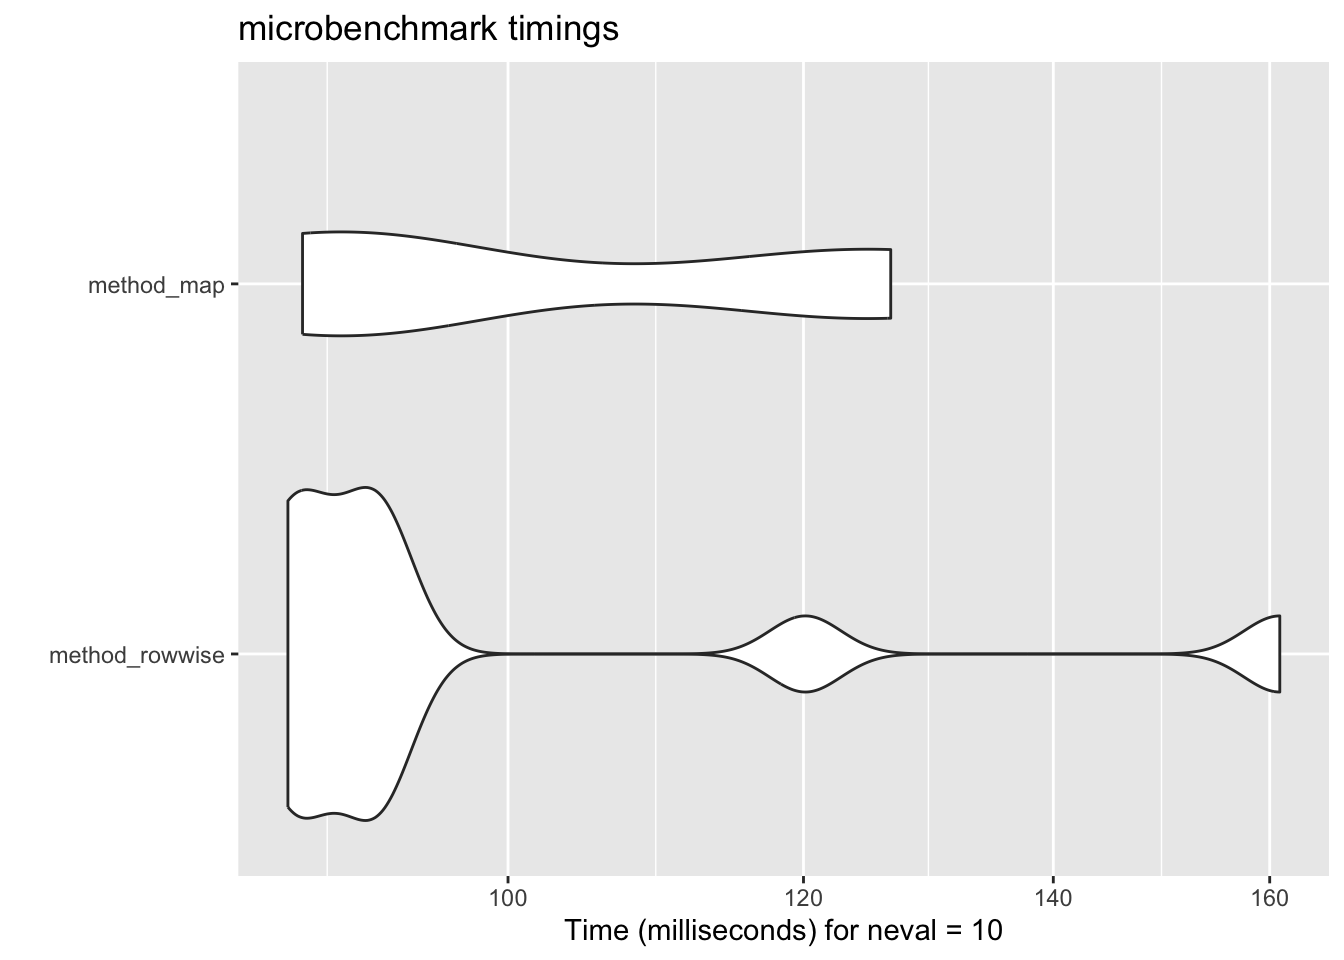 microbenchmark timings
method_map
method_rowwise
100 120 140 160
Time (milliseconds) for neval = 10